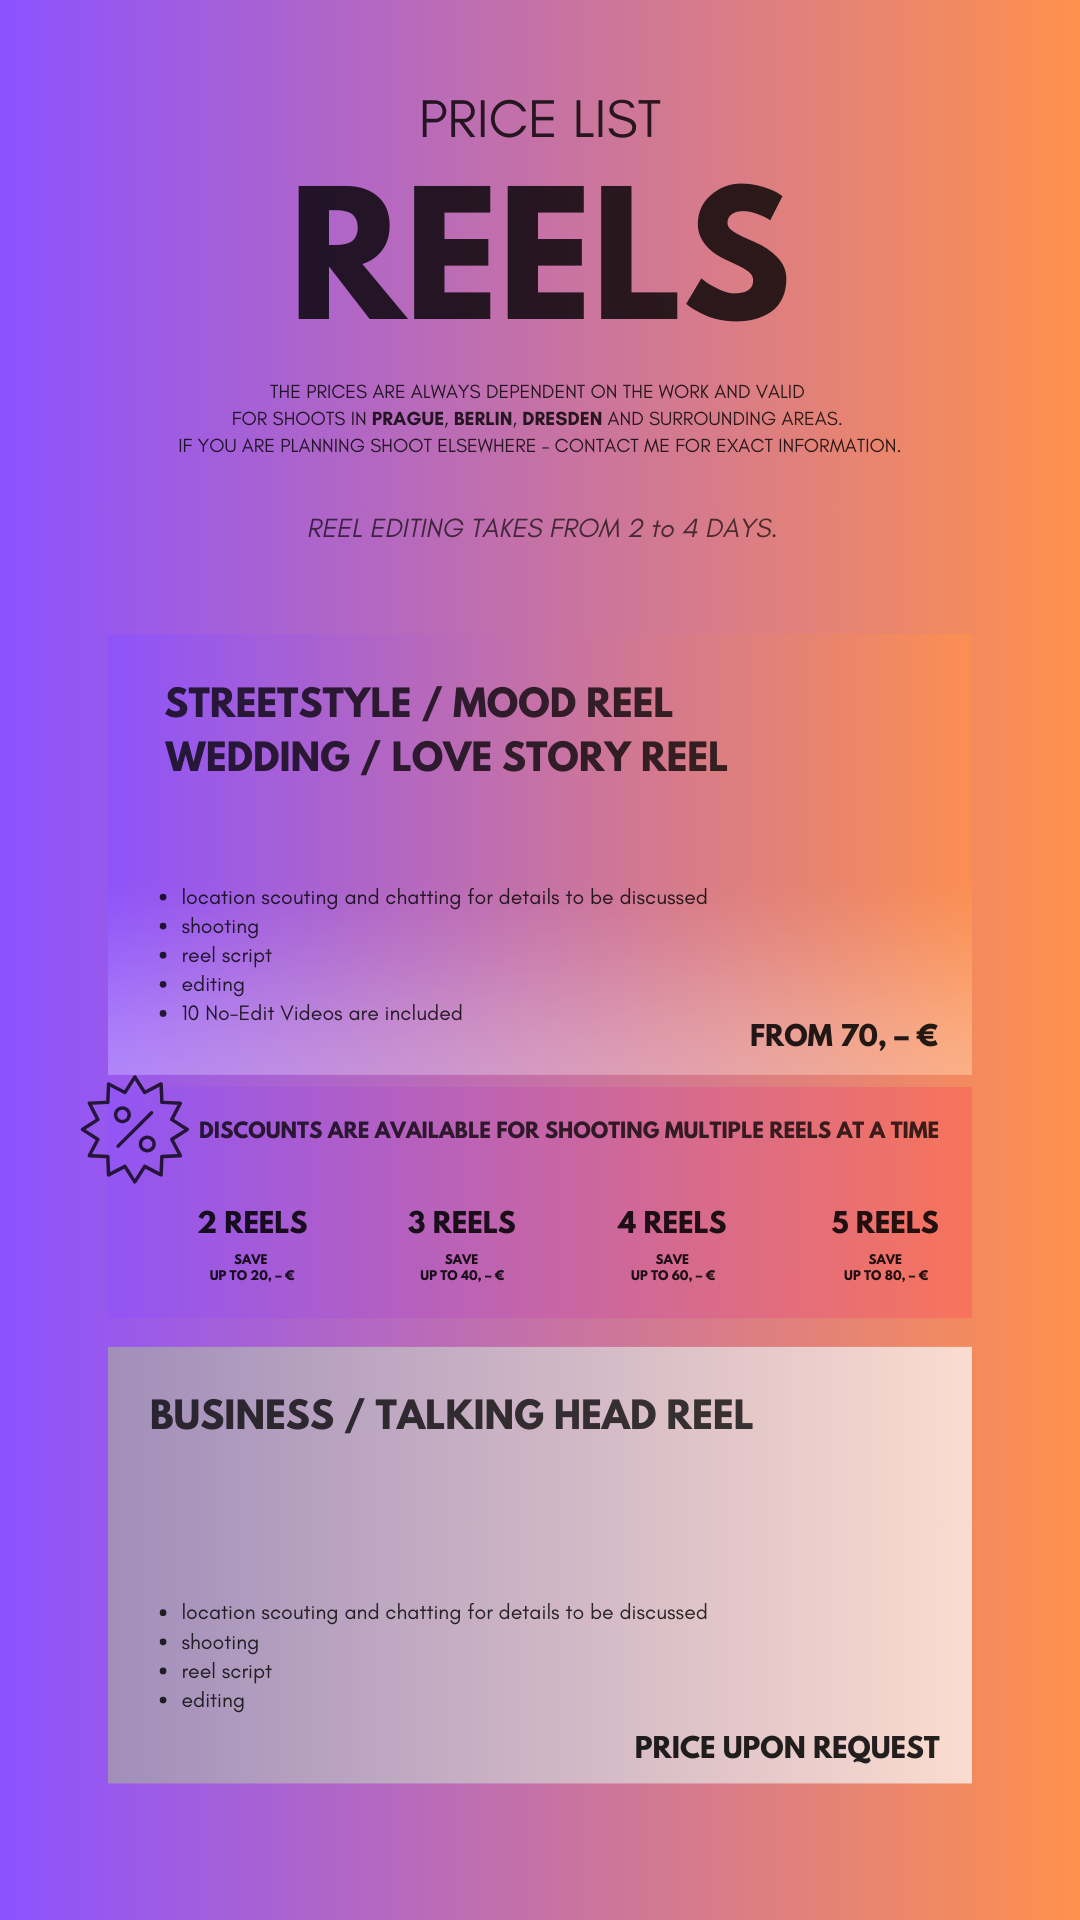 PRICE LIST
REELS
THE PRICES ARE ALWAYS DEPENDENT ON THE WORK AND VALID
FOR SHOOTS IN PRAGUE, BERLIN, DRESDEN AND SURROUNDING AREAS.
IF YOU ARE PLANNING SHOOT ELSEWHERE - CONTACT ME FOR EXACT INFORMATION.
REEL EDITING TAKES FROM 2 to 4 DAYS.
STREETSTYLE / MOOD REEL
WEDDING / LOVE STORY REEL
• location scouting and chatting for details to be discussed
• shooting
• reel script
• editing
• 10 No-Edit Videos are included
FROM 70, – €
%
DISCOUNTS ARE AVAILABLE FOR SHOOTING MULTIPLE REELS AT A TIME
2 REELS
SAVE
UP TO 20, – €
3 REELS
SAVE
UP TO 40, – €
4 REELS
SAVE
UP TO 60, – €
5 REELS
SAVE
UP TO 80, – €
BUSINESS / TALKING HEAD REEL
• location scouting and chatting for details to be discussed
• shooting
• reel script
• editing
PRICE UPON REQUEST